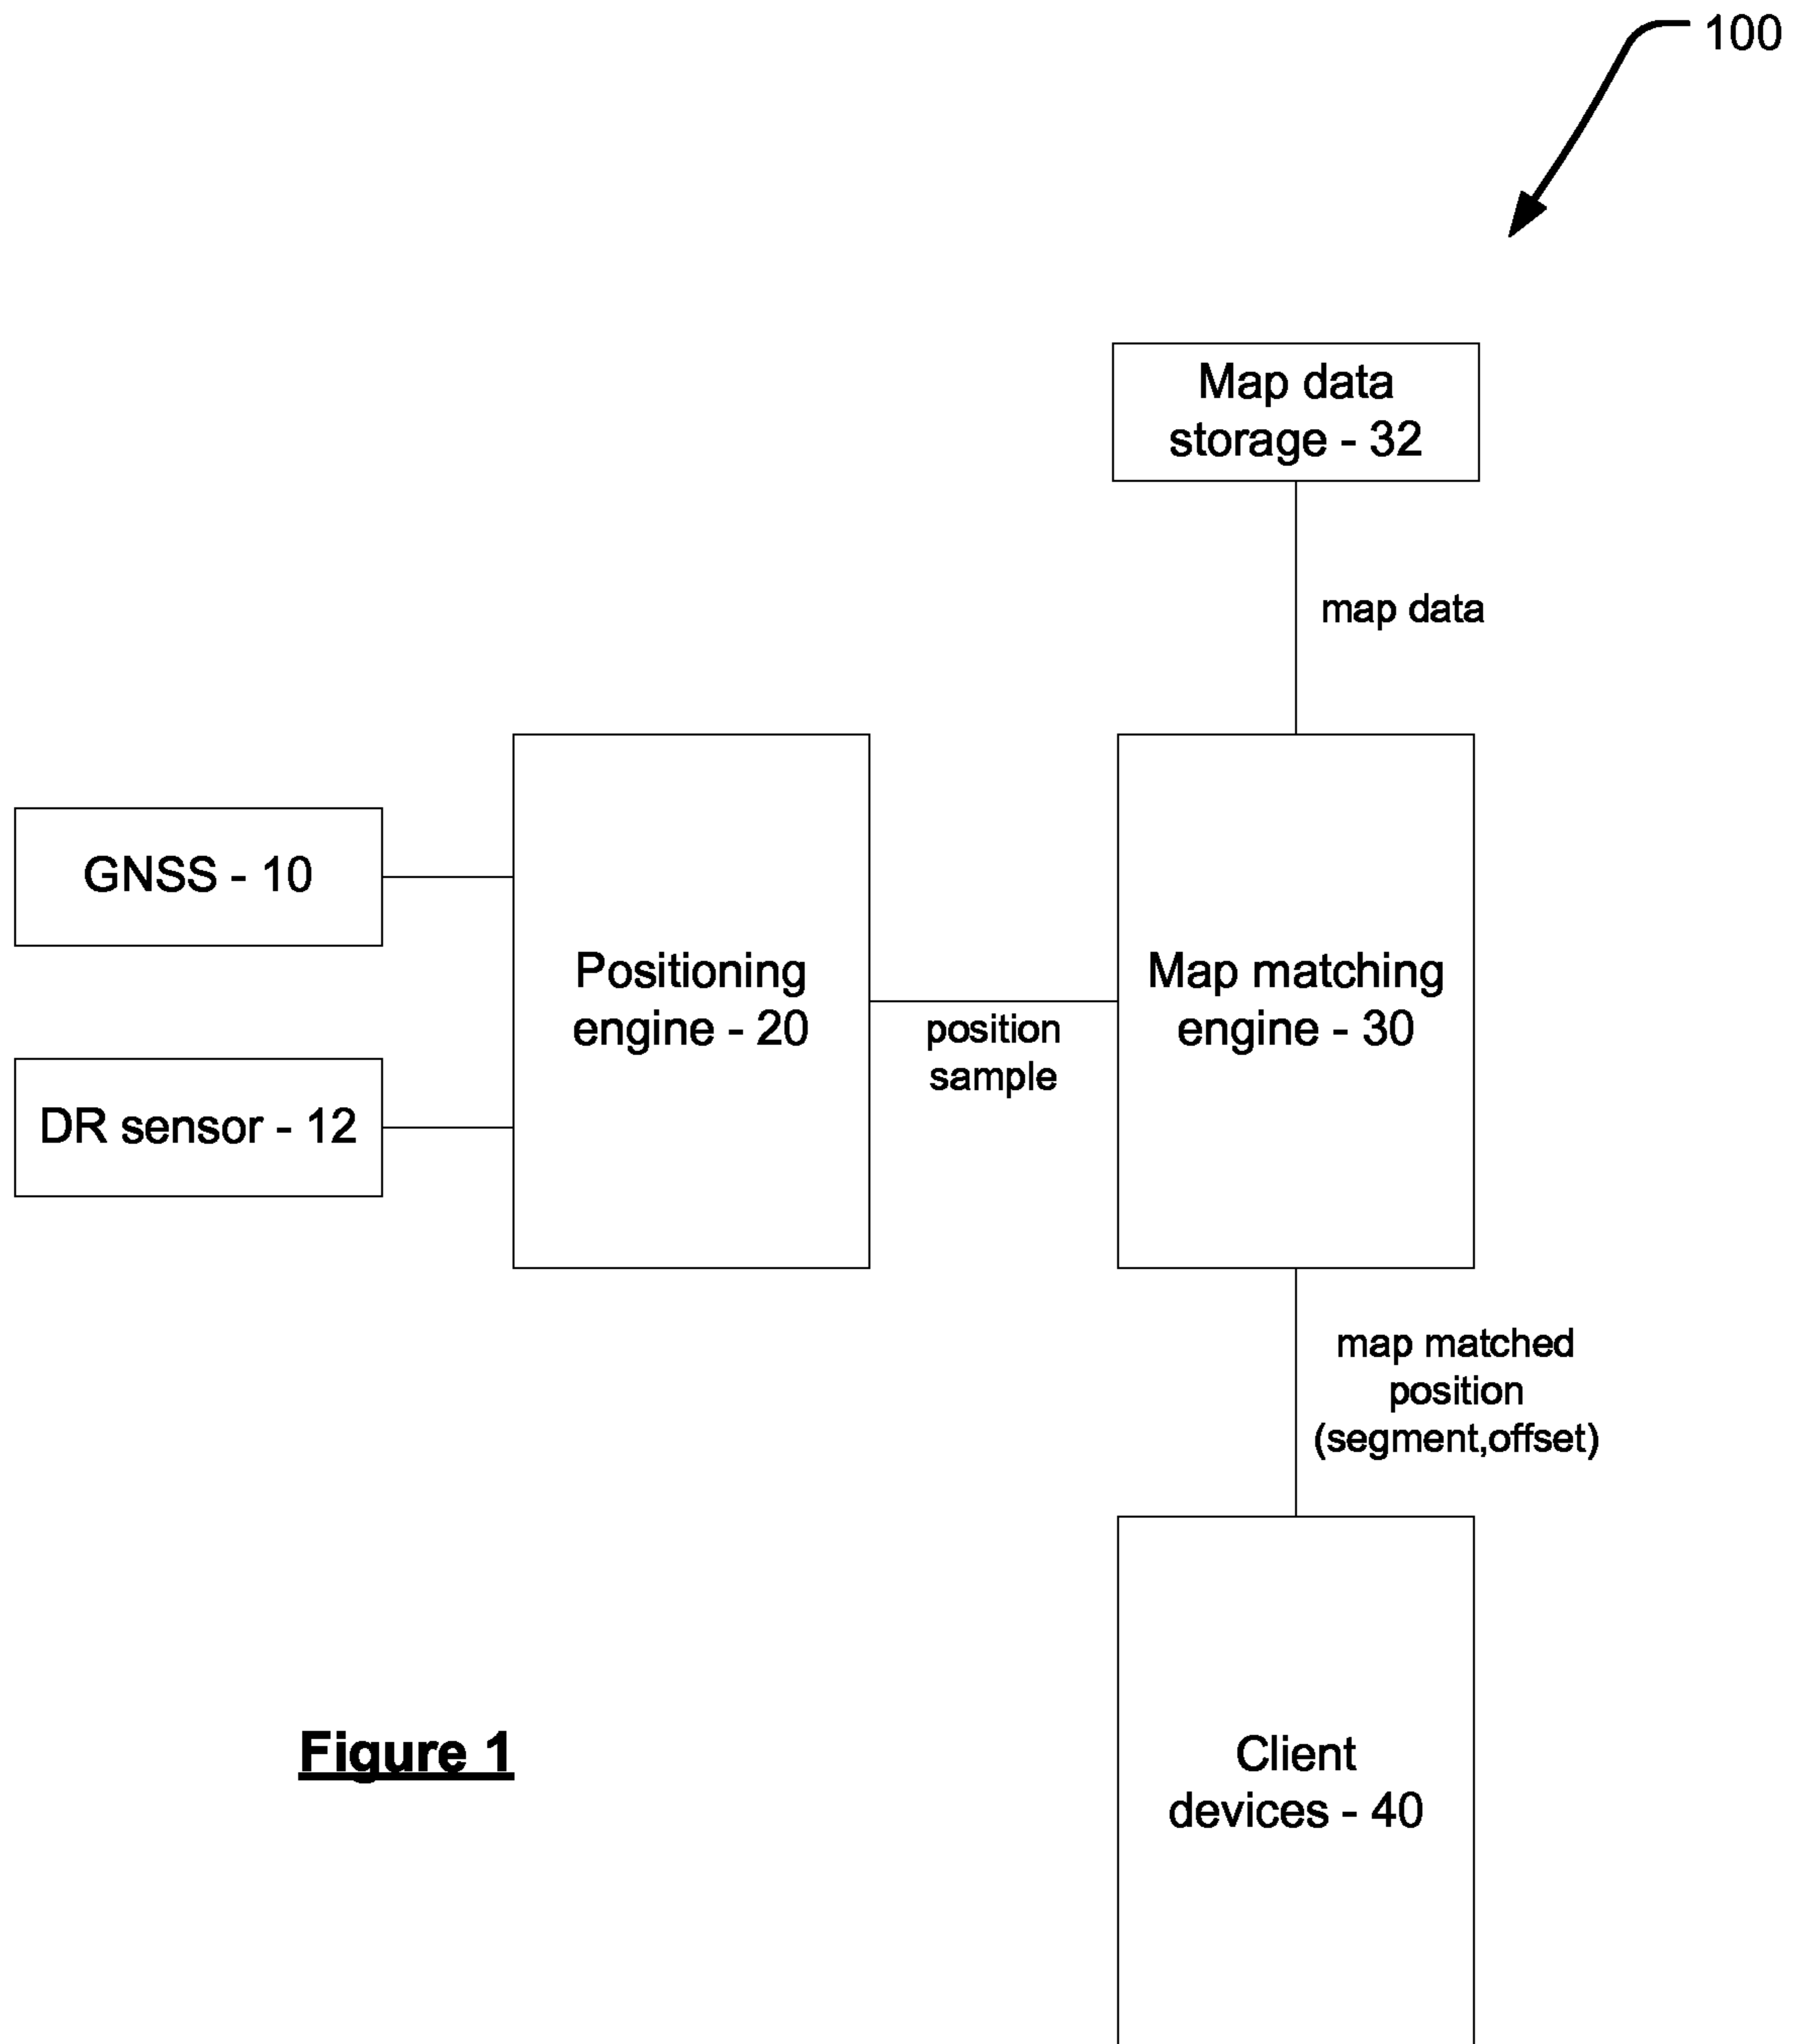 100
Map data
storage - 32
map data
GNSS - 10
Positioning
engine - 20
Map matching
engine - 30
position
sample
DR sensor - 12
map matched
position
(segment,offset)
Figure 1
Client
devices - 40